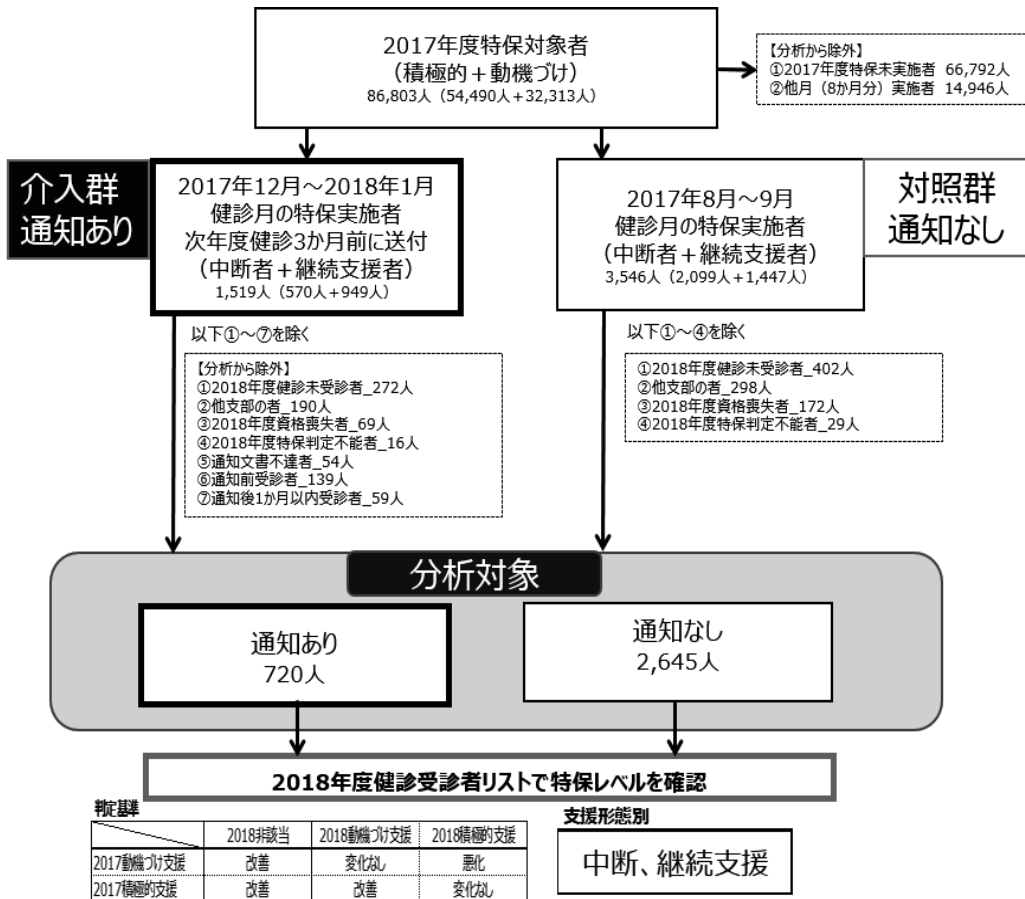 2017年度特保対象者
（積極的＋動機づけ）
86,803人（54,490人＋32,313人）
【分析から除外】
①2017年度特保未実施者 66,792人
②他月（8か月分）実施者 14,946人
介入群
通知あり
2017年12月～2018年1月
健診月の特保実施者
次年度健診3か月前に送付
（中断者＋継続支援者）
1,519人（570人＋949人）
2017年8月～9月
健診月の特保実施者
（中断者＋継続支援者）
3,546人（2,099人＋1,447人）
対照群
通知なし
以下①～⑦を除く
【分析から除外】
①2018年度健診未受診者_272人
②他支部の者_190人
③2018年度資格喪失者_69人
④2018年度特保判定不能者_16人
⑤通知文書不達者_54人
⑥通知前受診者_139人
⑦通知後1か月以内受診者_59人
以下①～④を除く
①2018年度健診未受診者_402人
②他支部の者_298人
③2018年度資格喪失者_172人
④2018年度特保判定不能者_29人
分析対象
通知あり
720人
通知なし
2,645人
2018年度健診受診者リストで特保レベルを確認
判定基準
2018非該当 2018動機づけ支援 2018積極的支援
2017動機づけ支援 改善 変化なし 悪化
2017積極的支援 改善 改善 変化なし
支援形態別
中断、継続支援